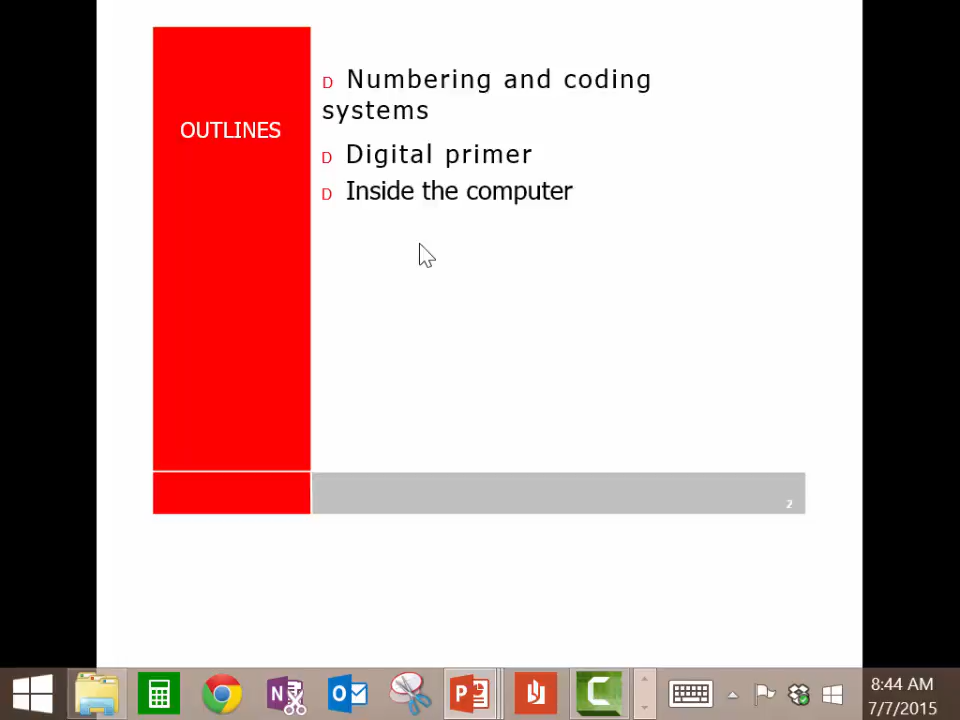 OUTLINES
D Numbering and coding
systems
D Digital primer
D Inside the computer
2
8:44 AM
7/7/2015